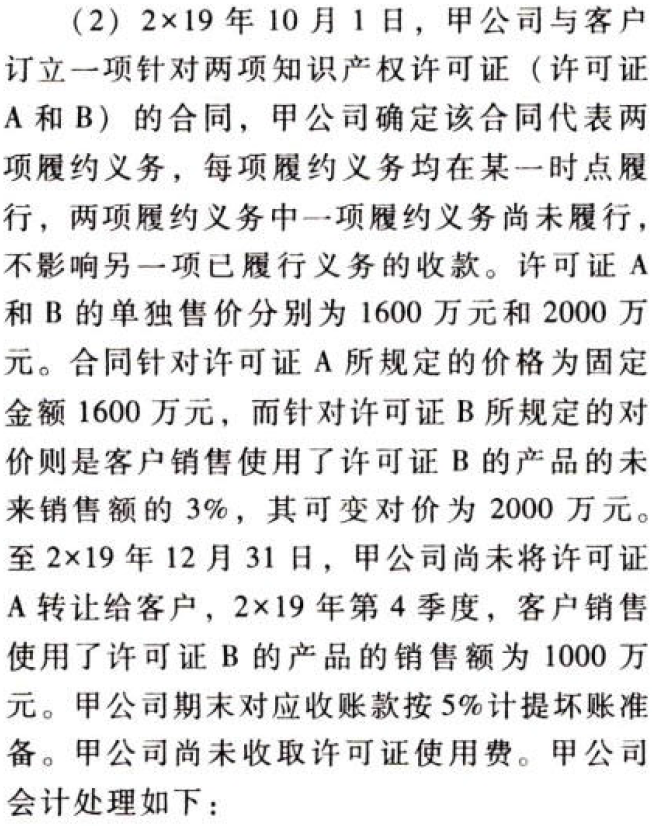 （2）2×19 年 10 月 1 日，甲公司与客户
订立一项针对两项知识产权许可证（许可证
A 和 B）的合同，甲公司确定该合同代表两
项履约义务，每项履约义务均在某一时点履
行，两项履约义务中一项履约义务尚未履行，
不影响另一项已履行义务的收款。许可证 A
和 B 的单独售价分别为 1600 万元和 2000 万
元。合同针对许可证 A 所规定的价格为固定
金额 1600 万元，而针对许可证 B 所规定的对
价则是客户销售使用了许可证 B 的产品的未
来销售额的 3%，其可变对价为 2000 万元。
至 2×19 年 12 月 31 日，甲公司尚未将许可证
A 转让给客户，2×19 年第 4 季度，客户销售
使用了许可证 B 的产品的销售额为 1000 万
元。甲公司期末对应收账款按 5%计提坏账准
备。甲公司尚未收取许可证使用费。甲公司
会计处理如下：